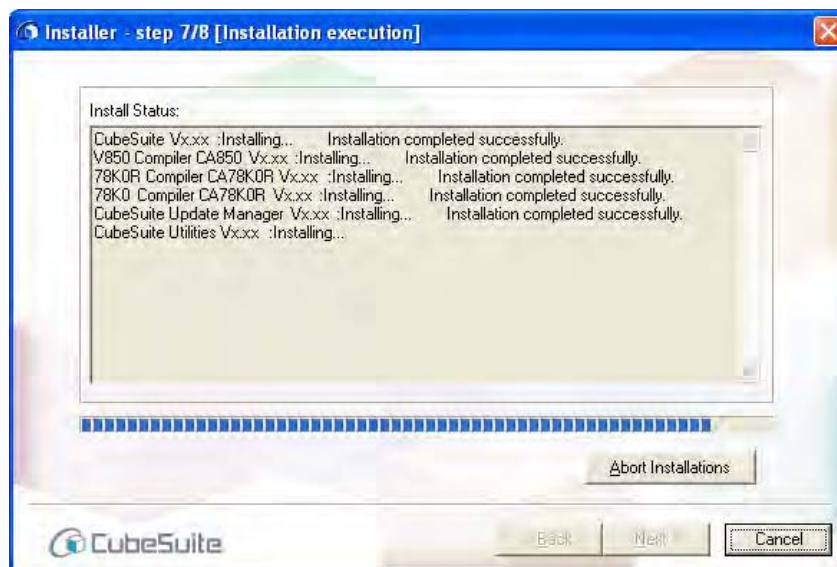 Installer - step 7/8 [Installation execution]
Install Status:
CubeSuite Vx.xx :Installing... Installation completed successfully.
V850 Compiler CA850 Vx.xx :Installing... Installation completed successfully.
78K0R Compiler CA78K0R Vx.xx :Installing... Installation completed successfully.
78K0 Compiler CA78K0R Vx.xx :Installing... Installation completed successfully.
CubeSuite Update Manager Vx.xx :Installing... Installation completed successfully.
CubeSuite Utilities Vx.xx :Installing...
Abort Installations
CubeSuite
Back Next Cancel